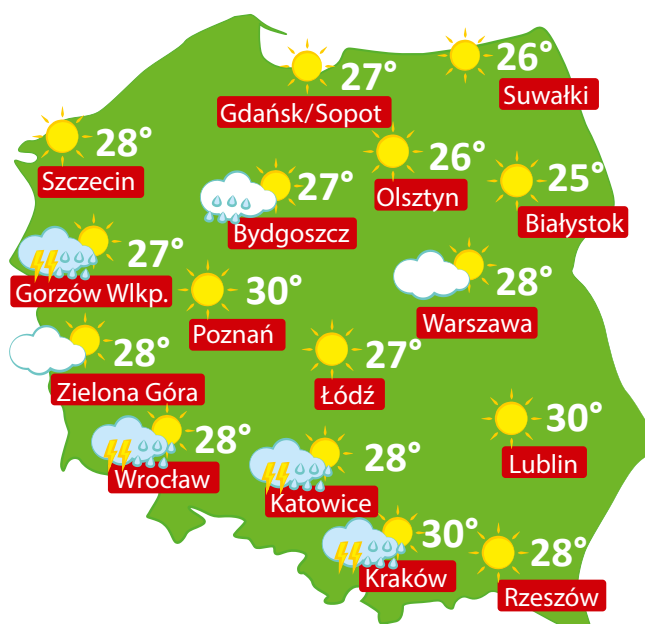 26°
Suwałki
27°
Gdańsk/Sopot
28°
Szczecin
26°
Olsztyn
25°
Białystok
27°
Bydgoszcz
27°
Gorzów Wlkp.
30°
Poznań
28°
Warszawa
28°
Zielona Góra
27°
Łódź
30°
Lublin
28°
Wrocław
28°
Katowice
30°
Kraków
28°
Rzeszów